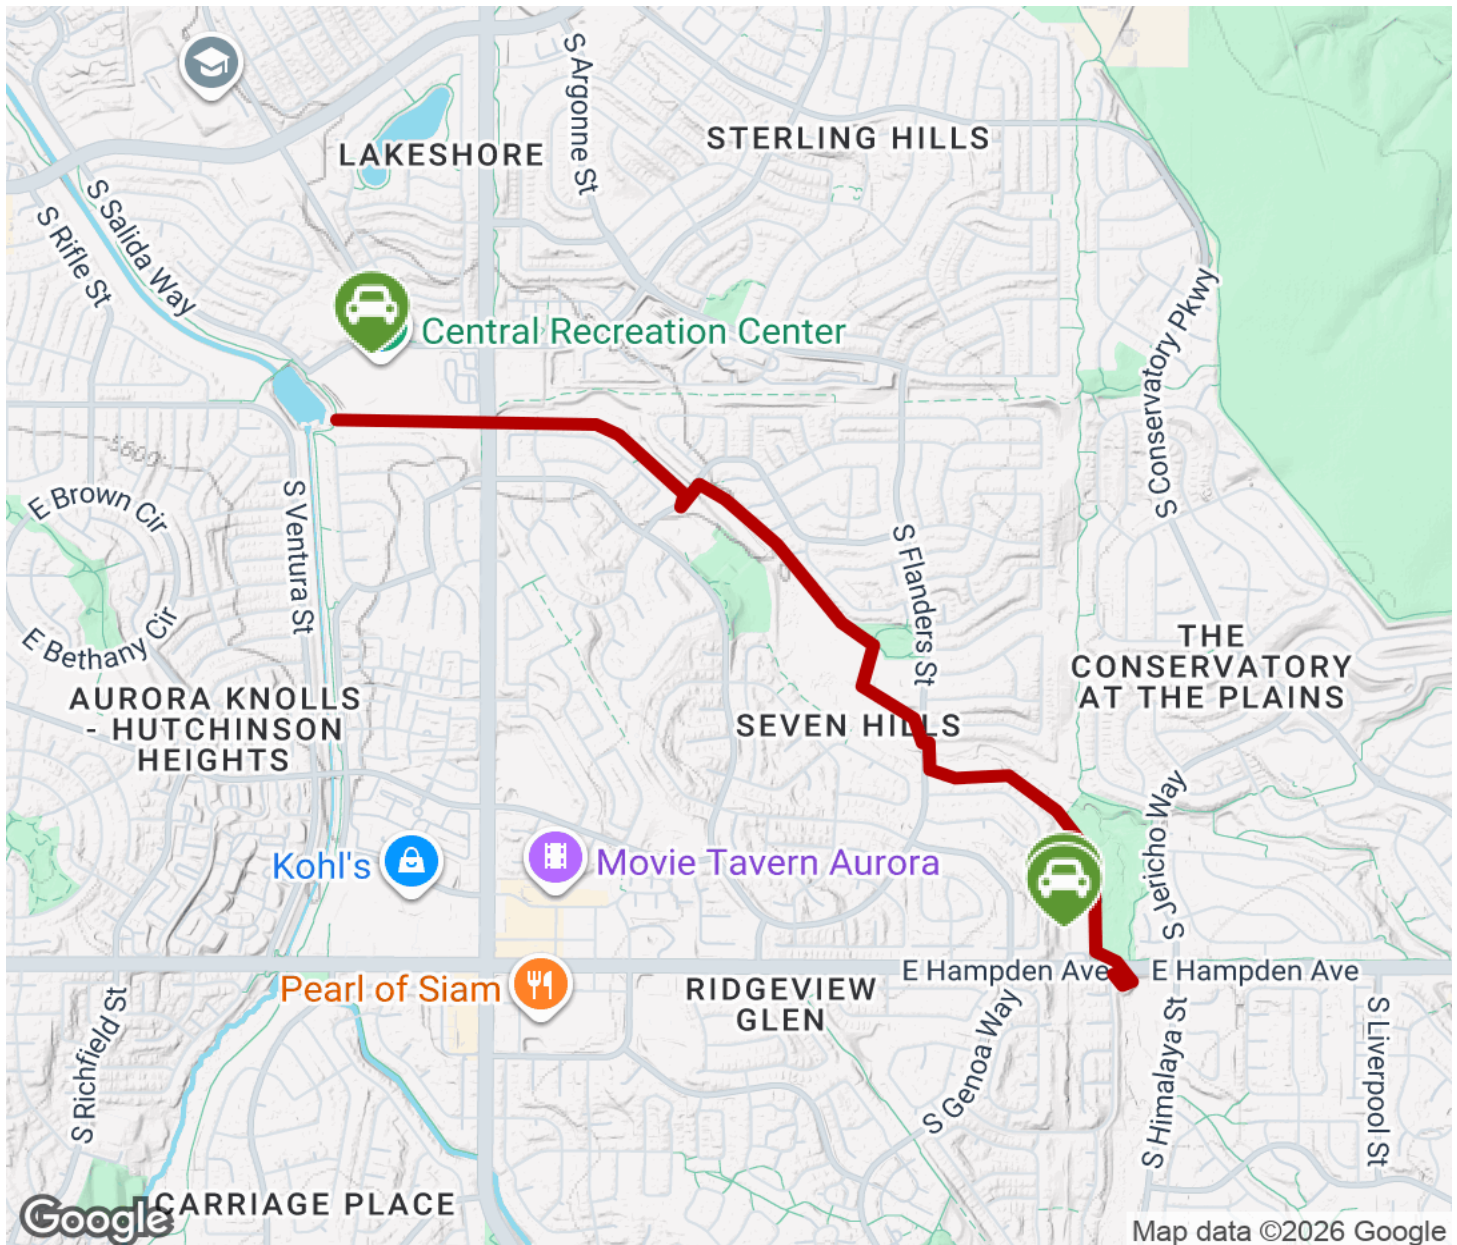 S Argonne St
STERLING HILLS
LAKESHORE
S Salida Way
S Rifle St
S Conservatory Pkwy
Central Recreation Center
5600
E Brown Cir
S Ventura St
S Flanders St
E Bethany Cir
THE
CONSERVATORY
AT THE PLAINS
AURORA KNOLLS
- HUTCHINSON
HEIGHTS
SEVEN HILLS
S Jericho Way
Kohl's
Movie Tavern Aurora
E Hampden Ave
E Hampden Ave
Pearl of Siam
RIDGEVIEW
GLEN
S Richfield St
S Genoa Way
S Himalaya St
S Liverpool St
CARRIAGE PLACE
Google
Map data ©2026 Google